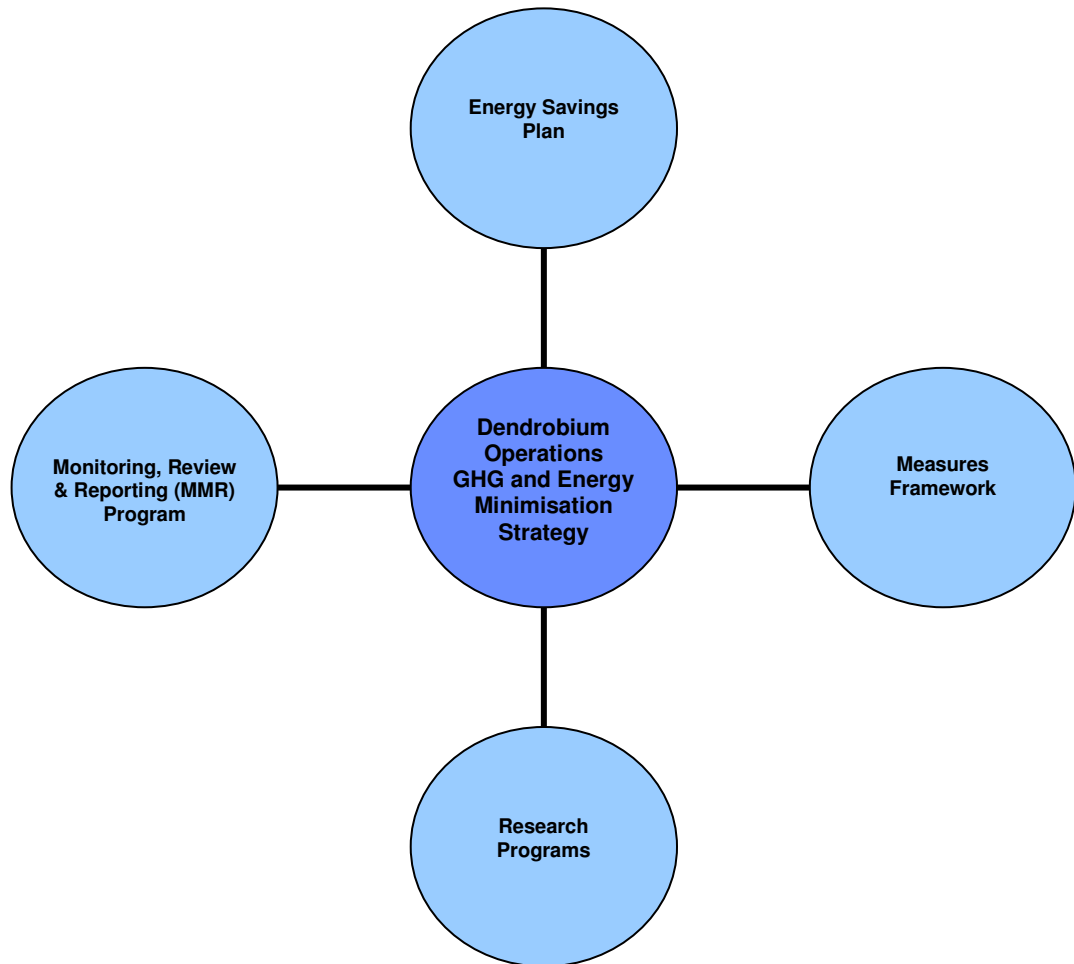 Energy Savings
Plan
Monitoring, Review
& Reporting (MMR)
Program
Dendrobium
Operations
GHG and Energy
Minimisation
Strategy
Measures
Framework
Research
Programs